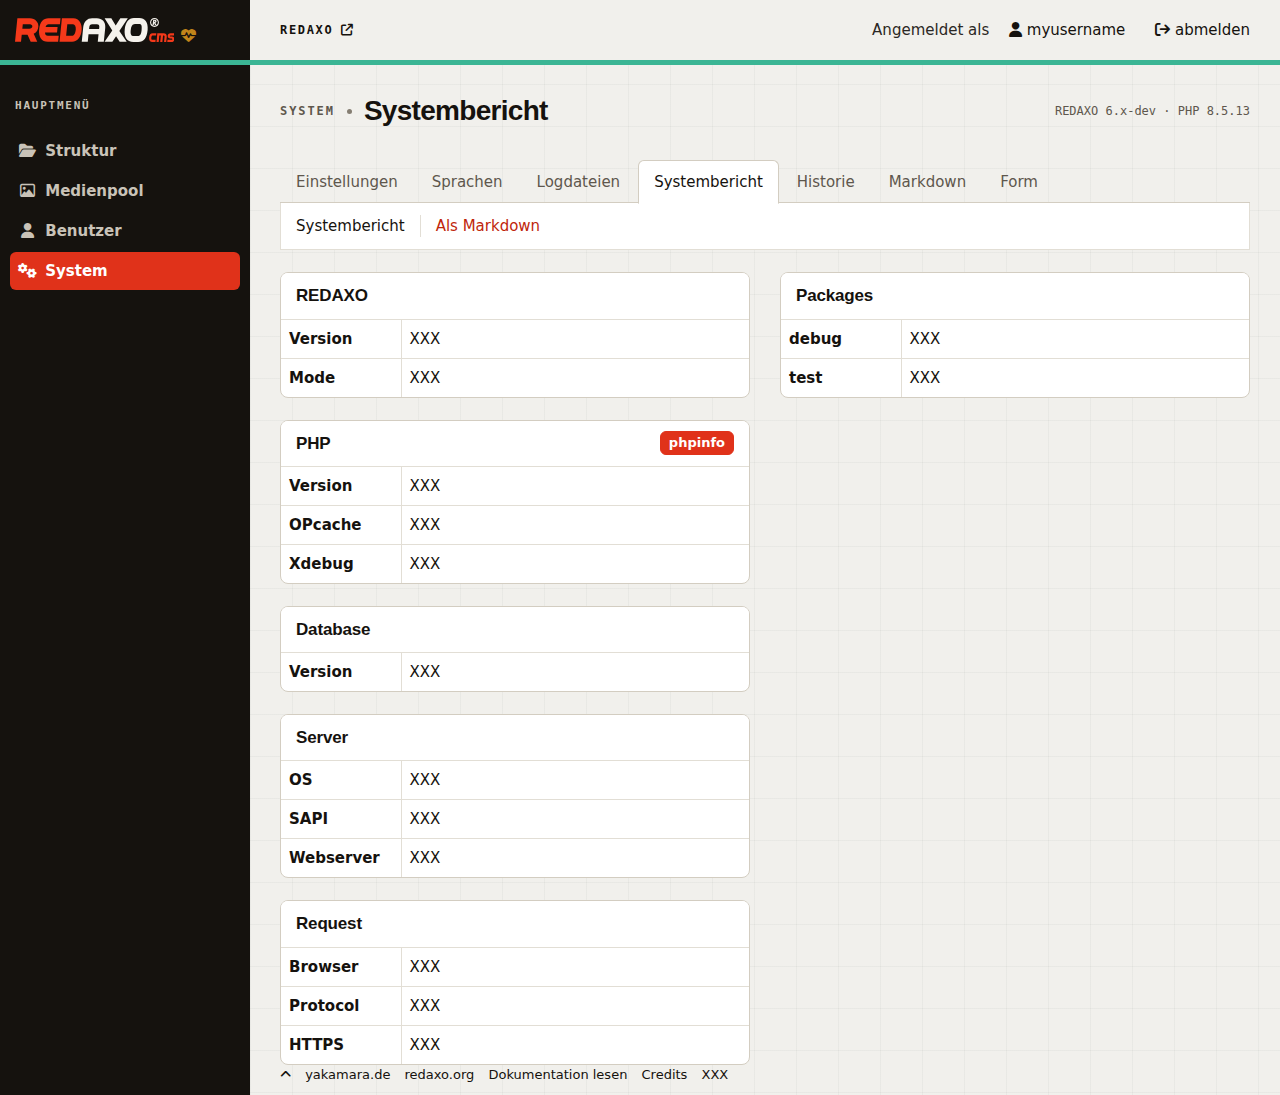 REDAXO® cms
REDAXO
Angemeldet als myusername abmelden
HAUPTMENÜ
Struktur
Medienpool
Benutzer
System
SYSTEM • Systembericht
REDAXO 6.x-dev · PHP 8.5.13
Einstellungen Sprachen Logdateien Systembericht Historie Markdown Form
Systembericht Als Markdown
REDAXO
Version XXX
Mode XXX
Packages
debug XXX
test XXX
PHP phpinfo
Version XXX
OPcache XXX
Xdebug XXX
Database
Version XXX
Server
OS XXX
SAPI XXX
Webserver XXX
Request
Browser XXX
Protocol XXX
HTTPS XXX
yakamara.de redaxo.org Dokumentation lesen Credits XXX